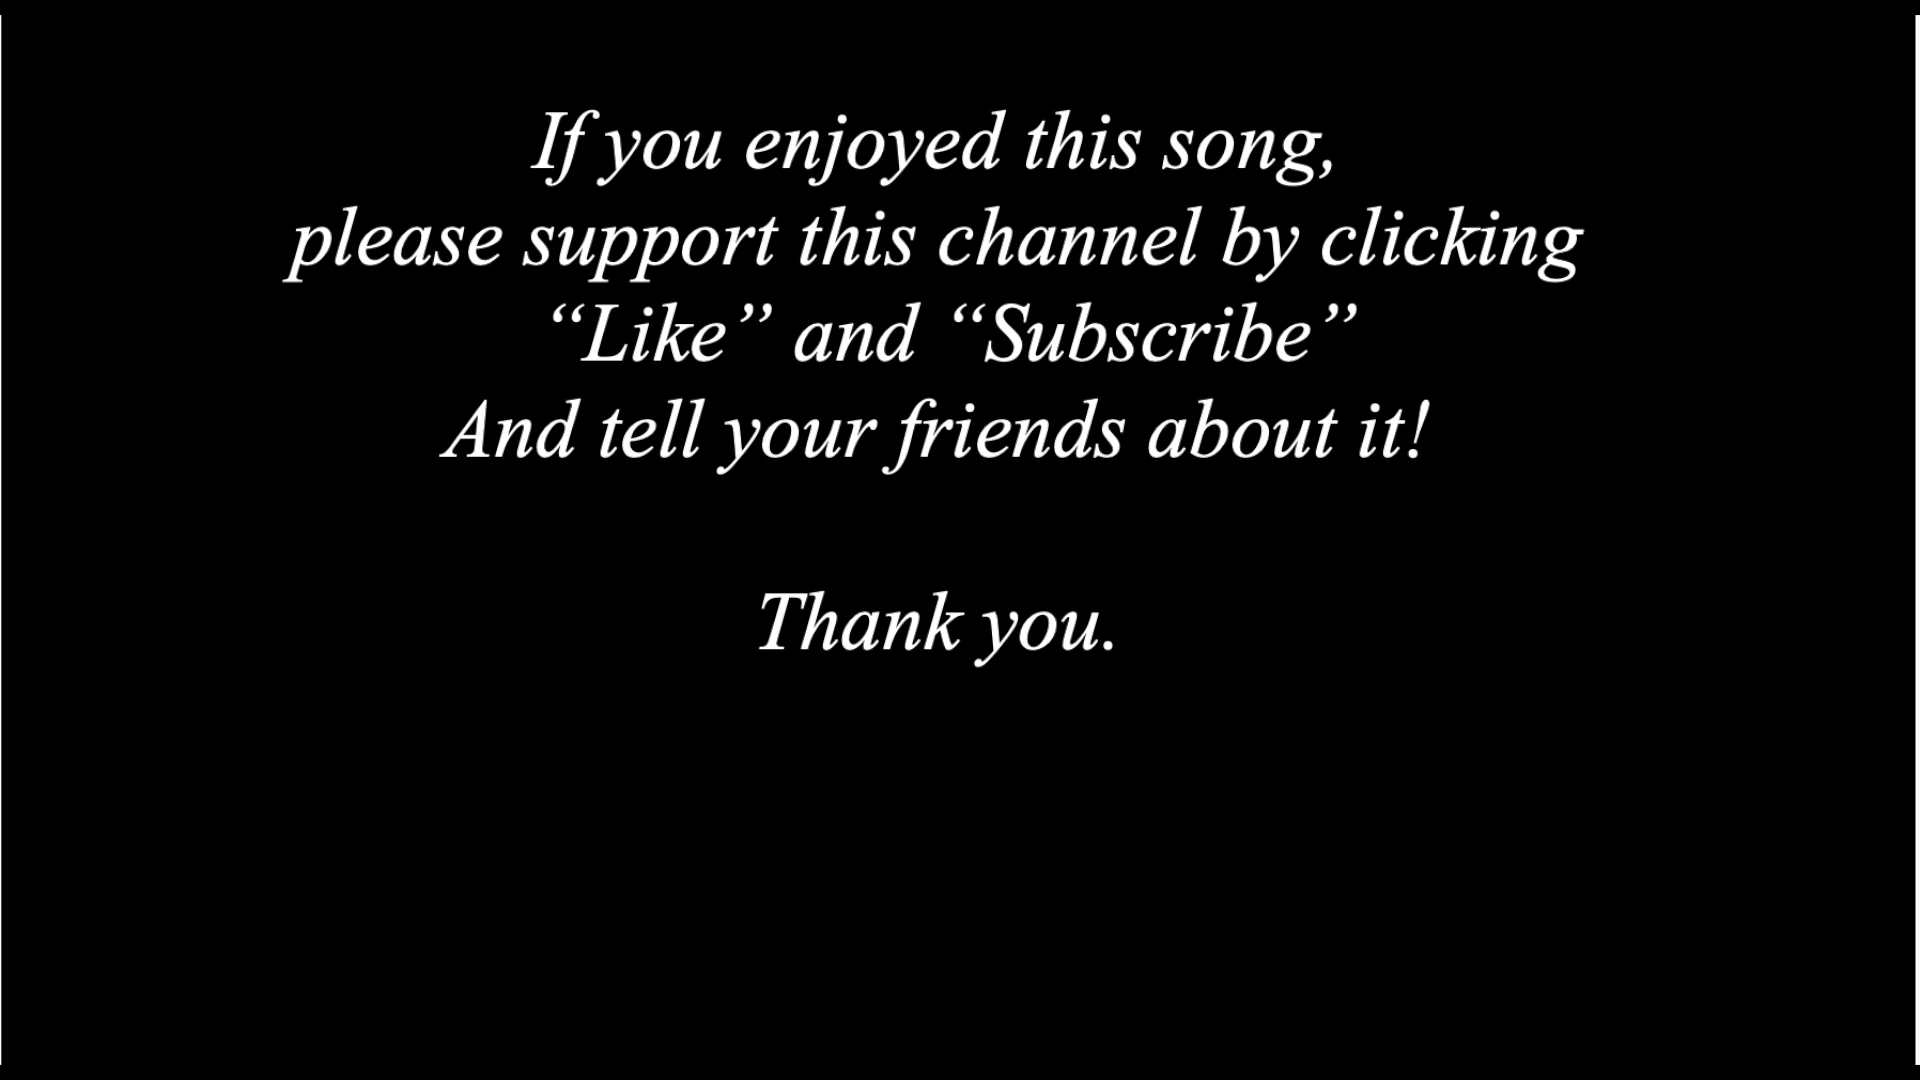 If you enjoyed this song,
please support this channel by clicking
“Like” and “Subscribe”
And tell your friends about it!
Thank you.